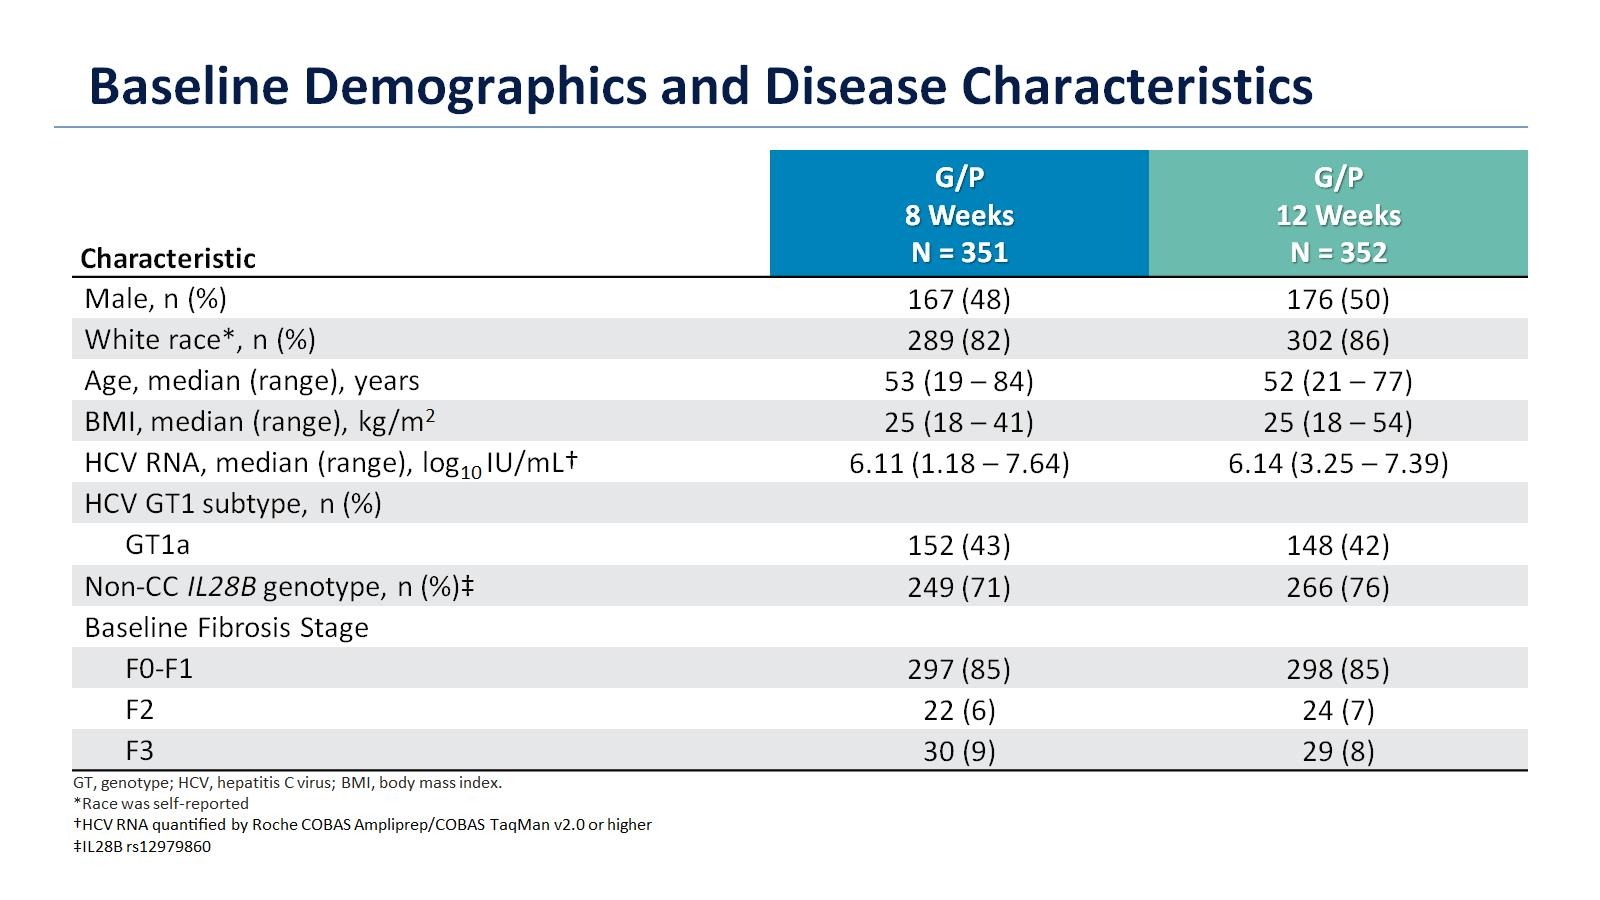 Baseline Demographics and Disease Characteristics
Characteristic
G/P
8 Weeks
N = 351
G/P
12 Weeks
N = 352
Male, n (%) 167 (48) 176 (50)
White race*, n (%) 289 (82) 302 (86)
Age, median (range), years 53 (19 – 84) 52 (21 – 77)
BMI, median (range), kg/m² 25 (18 – 41) 25 (18 – 54)
HCV RNA, median (range), log₁₀ IU/mL† 6.11 (1.18 – 7.64) 6.14 (3.25 – 7.39)
HCV GT1 subtype, n (%)
GT1a 152 (43) 148 (42)
Non-CC IL28B genotype, n (%)‡ 249 (71) 266 (76)
Baseline Fibrosis Stage
F0-F1 297 (85) 298 (85)
F2 22 (6) 24 (7)
F3 30 (9) 29 (8)
GT, genotype; HCV, hepatitis C virus; BMI, body mass index.
*Race was self-reported
†HCV RNA quantified by Roche COBAS Ampliprep/COBAS TaqMan v2.0 or higher
‡IL28B rs12979860